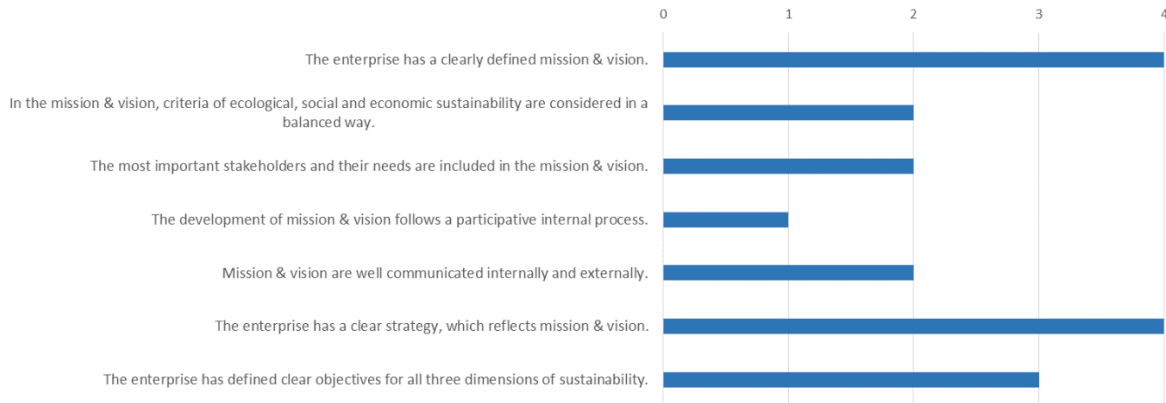 0 1 2 3 4
The enterprise has a clearly defined mission & vision.
In the mission & vision, criteria of ecological, social and economic sustainability are considered in a
balanced way.
The most important stakeholders and their needs are included in the mission & vision.
The development of mission & vision follows a participative internal process.
Mission & vision are well communicated internally and externally.
The enterprise has a clear strategy, which reflects mission & vision.
The enterprise has defined clear objectives for all three dimensions of sustainability.